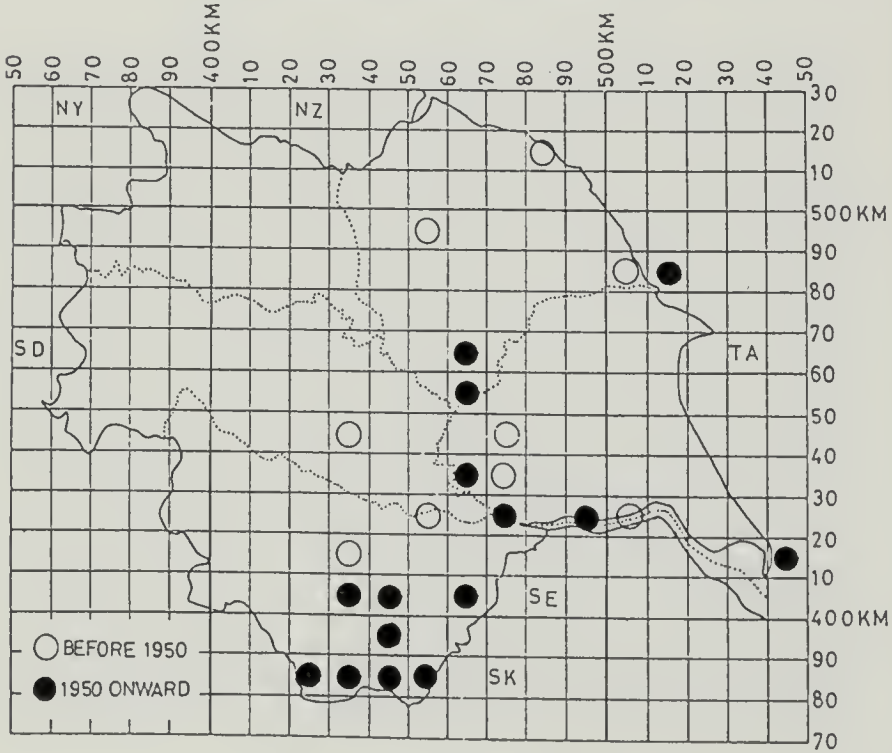 50 60 70 80 90 400KM 10 20 30 40 50 60 70 80 90 500KM 10 20 30 40 50
NY NZ 30
20
10
500KM
90
80
SD TA 70
60
50
40
30
20
10
SE 400KM
BEFORE 1950 90
1950 ONWARD SK 80
70